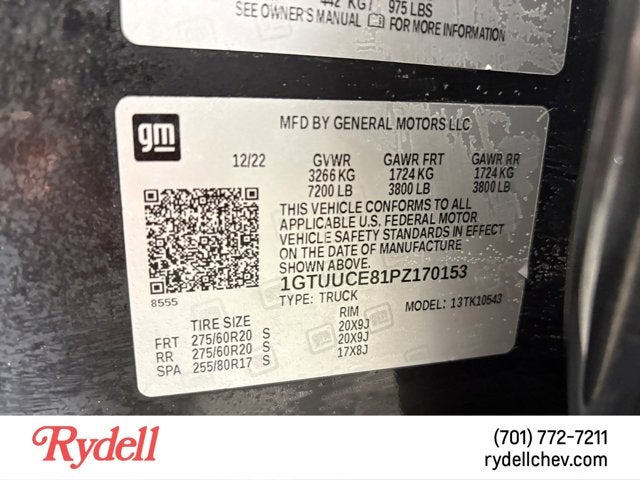 442 KG / 975 LBS
SEE OWNER'S MANUAL FOR MORE INFORMATION
gm
MFD BY GENERAL MOTORS LLC
12/22 GVWR GAWR FRT GAWR RR
3266 KG 1724 KG 1724 KG
7200 LB 3800 LB 3800 LB
THIS VEHICLE CONFORMS TO ALL
APPLICABLE U.S. FEDERAL MOTOR
VEHICLE SAFETY STANDARDS IN EFFECT
ON THE DATE OF MANUFACTURE
SHOWN ABOVE.
8555
1GTUUCE81PZ170153
TYPE: TRUCK MODEL: 13TK10543
TIRE SIZE RIM
FRT 275/60R20 S 20X9J
RR 275/60R20 S 20X9J
SPA 255/80R17 S 17X8J
Rydell
(701) 772-7211
rydellchev.com